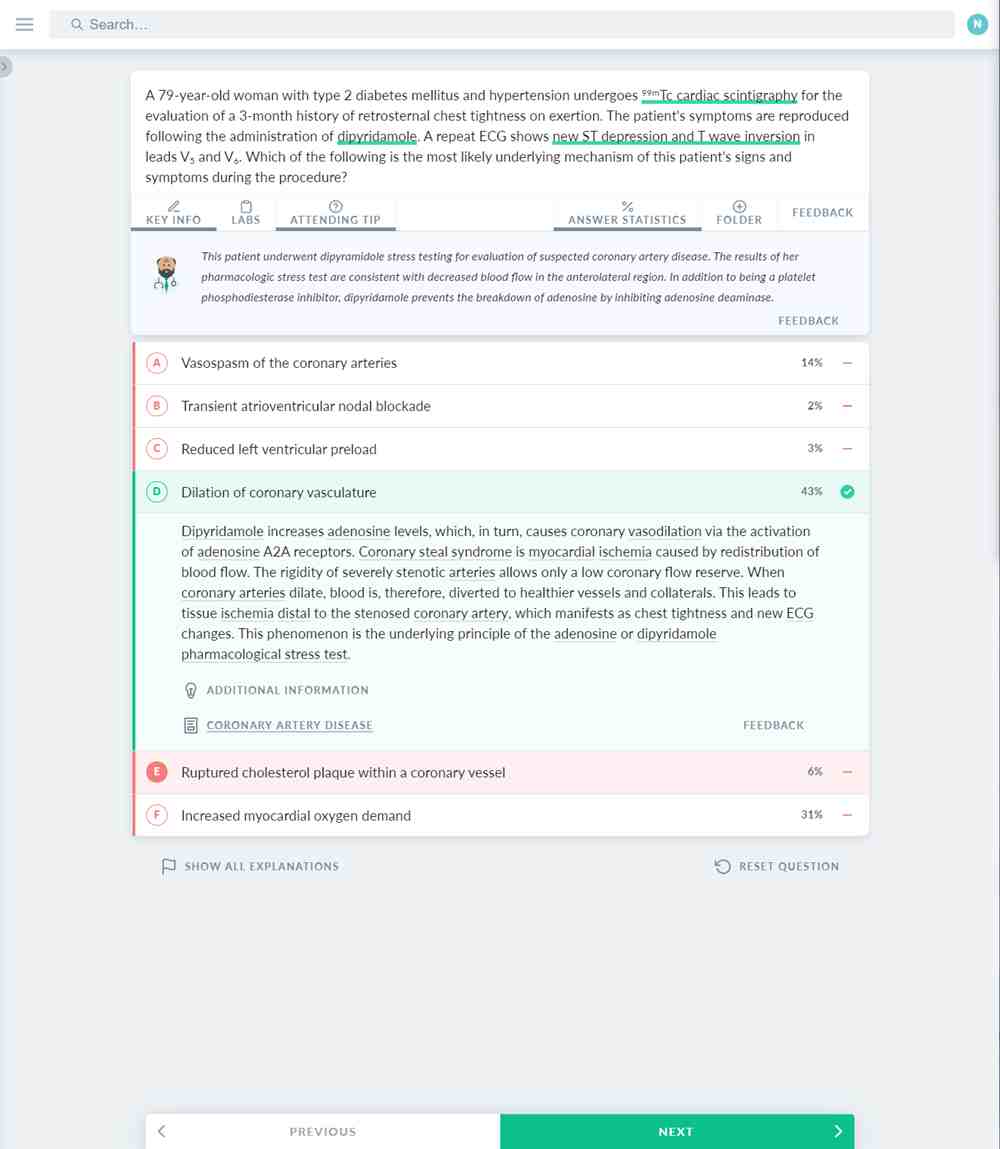 Search...
N
A 79-year-old woman with type 2 diabetes mellitus and hypertension undergoes ⁹⁹ᵐTc cardiac scintigraphy for the
evaluation of a 3-month history of retrosternal chest tightness on exertion. The patient's symptoms are reproduced
following the administration of dipyridamole. A repeat ECG shows new ST depression and T wave inversion in
leads V₅ and V₆. Which of the following is the most likely underlying mechanism of this patient's signs and
symptoms during the procedure?
KEY INFO LABS ATTENDING TIP ANSWER STATISTICS FOLDER FEEDBACK
This patient underwent dipyramidole stress testing for evaluation of suspected coronary artery disease. The results of her
pharmacologic stress test are consistent with decreased blood flow in the anterolateral region. In addition to being a platelet
phosphodiesterase inhibitor, dipyridamole prevents the breakdown of adenosine by inhibiting adenosine deaminase.
FEEDBACK
A Vasospasm of the coronary arteries 14% –
B Transient atrioventricular nodal blockade 2% –
C Reduced left ventricular preload 3% –
D Dilation of coronary vasculature 43%
Dipyridamole increases adenosine levels, which, in turn, causes coronary vasodilation via the activation
of adenosine A2A receptors. Coronary steal syndrome is myocardial ischemia caused by redistribution of
blood flow. The rigidity of severely stenotic arteries allows only a low coronary flow reserve. When
coronary arteries dilate, blood is, therefore, diverted to healthier vessels and collaterals. This leads to
tissue ischemia distal to the stenosed coronary artery, which manifests as chest tightness and new ECG
changes. This phenomenon is the underlying principle of the adenosine or dipyridamole
pharmacological stress test.
ADDITIONAL INFORMATION
CORONARY ARTERY DISEASE FEEDBACK
E Ruptured cholesterol plaque within a coronary vessel 6% –
F Increased myocardial oxygen demand 31% –
SHOW ALL EXPLANATIONS RESET QUESTION
PREVIOUS NEXT